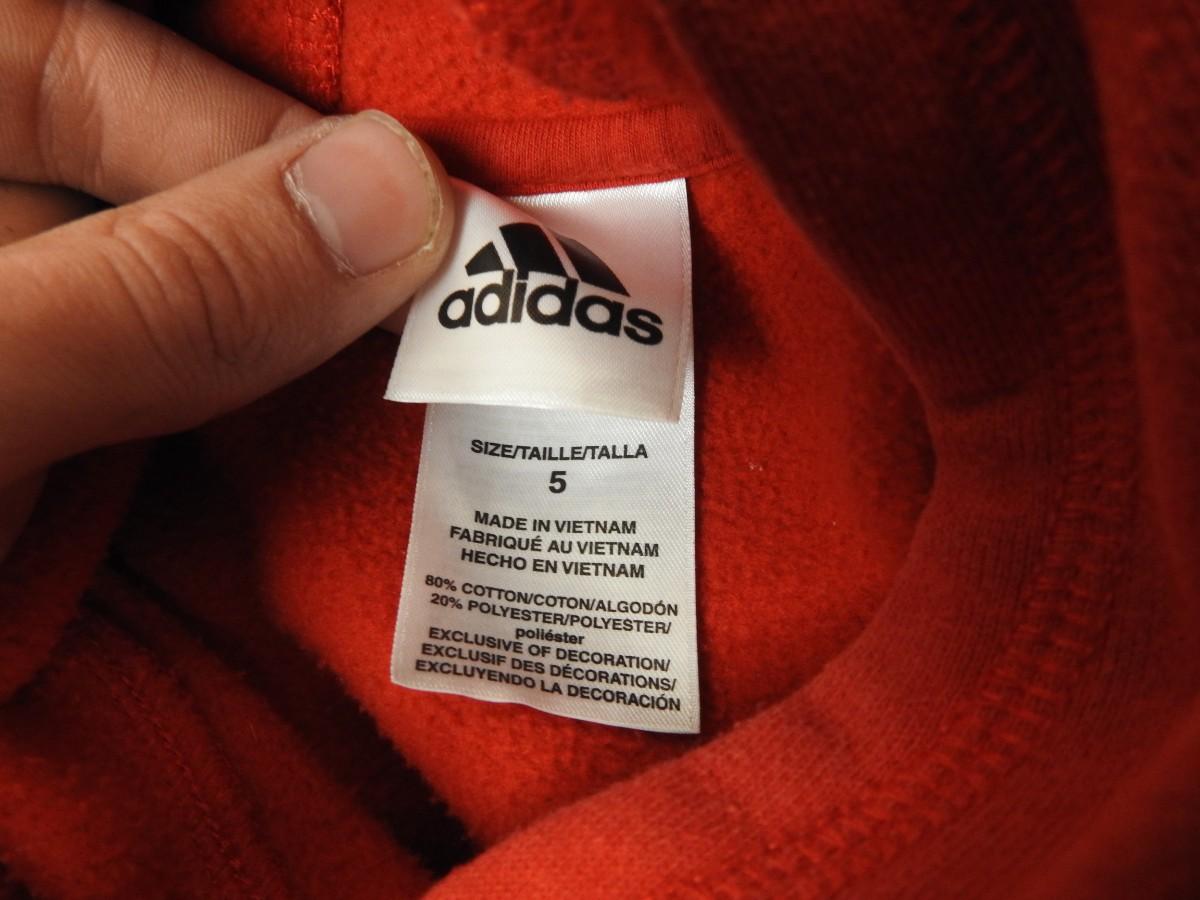 adidas
SIZE/TAILLE/TALLA
5
MADE IN VIETNAM
FABRIQUÉ AU VIETNAM
HECHO EN VIETNAM
80% COTTON/COTON/ALGODÓN
20% POLYESTER/POLYESTER/
poliéster
EXCLUSIVE OF DECORATION/
EXCLUSIF DES DÉCORATIONS/
EXCLUYENDO LA DECORACIÓN